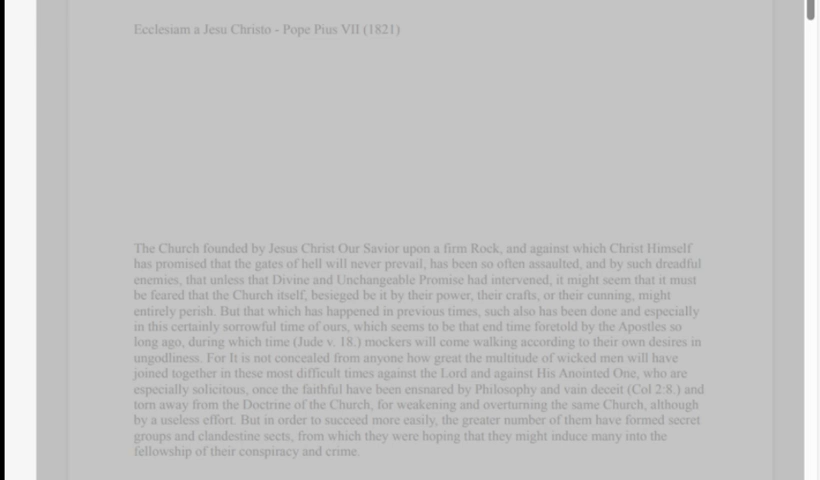 Ecclesiam a Jesu Christo - Pope Pius VII (1821)
The Church founded by Jesus Christ Our Savior upon a firm Rock, and against which Christ Himself
has promised that the gates of hell will never prevail, has been so often assaulted, and by such dreadful
enemies, that unless that Divine and Unchangeable Promise had intervened, it might seem that it must
be feared that the Church itself, besieged be it by their power, their crafts, or their cunning, might
entirely perish. But that which has happened in previous times, such also has been done and especially
in this certainly sorrowful time of ours, which seems to be that end time foretold by the Apostles so
long ago, during which time (Jude v. 18.) mockers will come walking according to their own desires in
ungodliness. For It is not concealed from anyone how great the multitude of wicked men will have
joined together in these most difficult times against the Lord and against His Anointed One, who are
especially solicitous, once the faithful have been ensnared by Philosophy and vain deceit (Col 2:8.) and
torn away from the Doctrine of the Church, for weakening and overturning the same Church, although
by a useless effort. But in order to succeed more easily, the greater number of them have formed secret
groups and clandestine sects, from which they were hoping that they might induce many into the
fellowship of their conspiracy and crime.